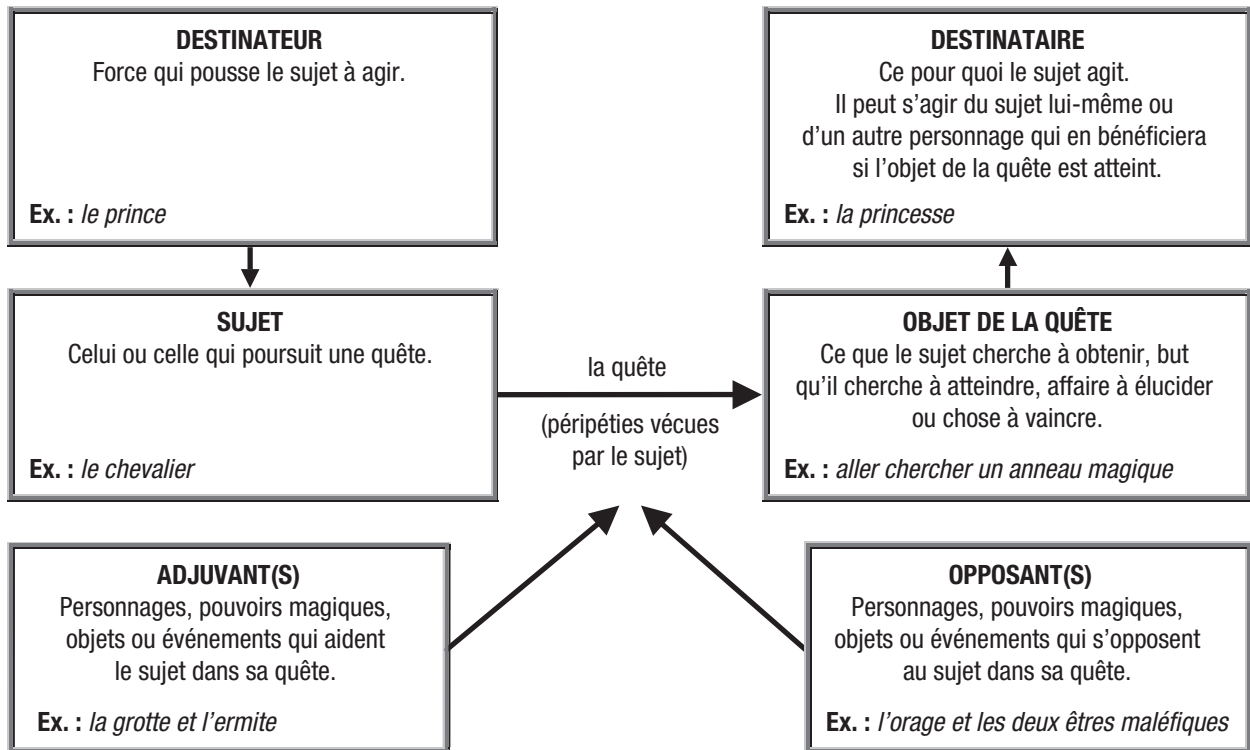 DESTINATEUR
Force qui pousse le sujet à agir.
Ex. : le prince
DESTINATAIRE
Ce pour quoi le sujet agit.
Il peut s’agir du sujet lui-même ou
d’un autre personnage qui en bénéficiera
si l’objet de la quête est atteint.
Ex. : la princesse
SUJET
Celui ou celle qui poursuit une quête.
Ex. : le chevalier
la quête
(péripéties vécues
par le sujet)
OBJET DE LA QUÊTE
Ce que le sujet cherche à obtenir, but
qu’il cherche à atteindre, affaire à élucider
ou chose à vaincre.
Ex. : aller chercher un anneau magique
ADJUVANT(S)
Personnages, pouvoirs magiques,
objets ou événements qui aident
le sujet dans sa quête.
Ex. : la grotte et l’ermite
OPPOSANT(S)
Personnages, pouvoirs magiques,
objets ou événements qui s’opposent
au sujet dans sa quête.
Ex. : l’orage et les deux êtres maléfiques